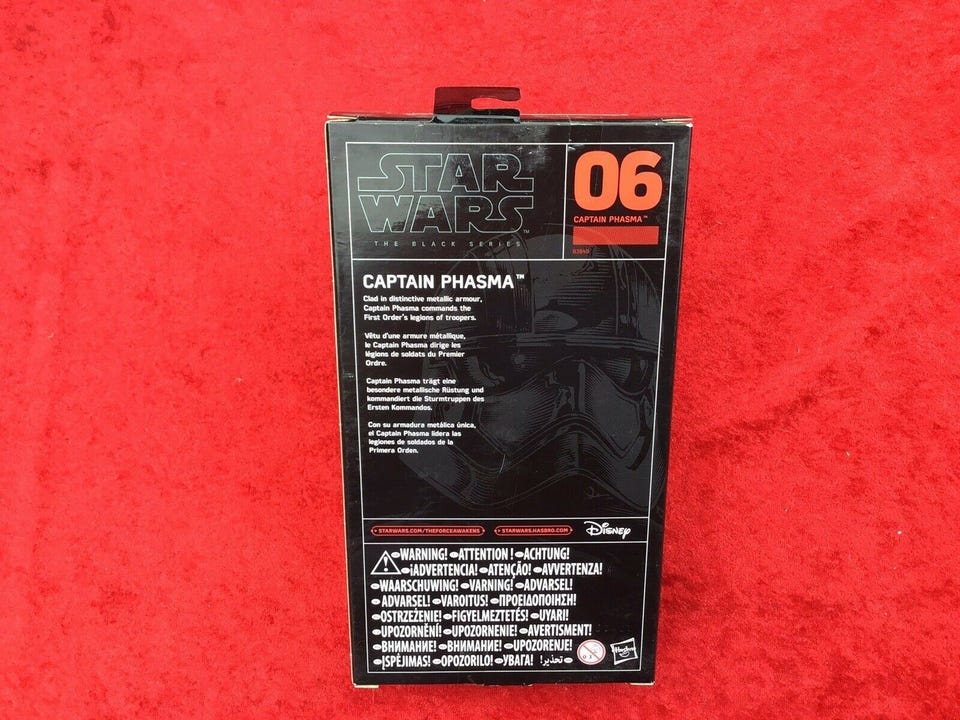 STAR
WARS™
THE BLACK SERIES
06
CAPTAIN PHASMA™
B3840
CAPTAIN PHASMA™
Clad in distinctive metallic armour,
Captain Phasma commands the
First Order's legions of troopers.
Vêtu d'une armure métallique,
le Captain Phasma dirige les
légions de soldats du Premier
Ordre.
Captain Phasma trägt eine
besondere metallische Rüstung und
kommandiert die Sturmtruppen des
Ersten Kommandos.
Con su armadura metálica única,
el Captain Phasma lidera las
legiones de soldados de la
Primera Orden.
STARWARS.COM/THEFORCEAWAKENS STARWARS.HASBRO.COM Disney
WARNING! ATTENTION ! ACHTUNG!
¡ADVERTENCIA! ATENÇÃO! AVVERTENZA!
WAARSCHUWING! VARNING! ADVARSEL!
ADVARSEL! VAROITUS! ΠΡΟΕΙΔΟΠΟΙΗΣΗ!
OSTRZEŻENIE! FIGYELMEZTETÉS! UYARI!
UPOZORNĚNÍ! UPOZORNENIE! AVERTISMENT!
ВНИМАНИЕ! ВНИМАНИЕ! UPOZORENJE!
ĮSPĖJIMAS! OPOZORILO! УВАГА! تحذير!
0-3
Hasbro